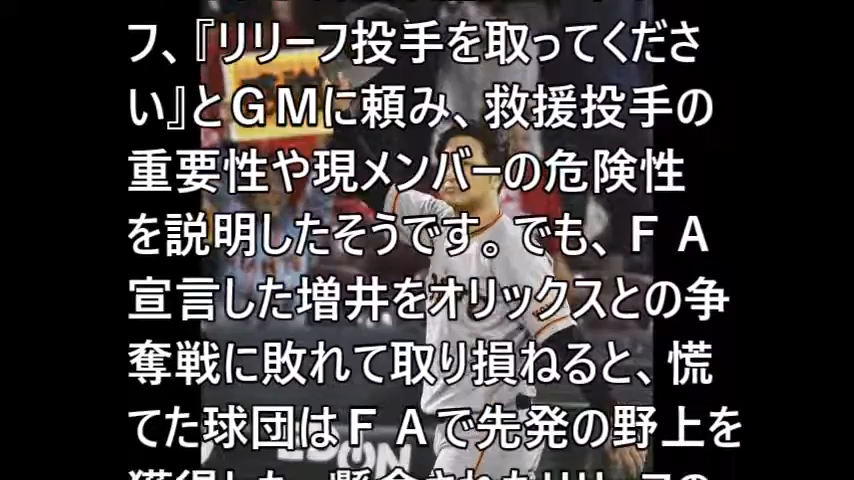 フ、『リリーフ投手を取ってくださ
い』とＧＭに頼み、救援投手の
重要性や現メンバーの危険性
を説明したそうです。でも、ＦＡ
宣言した増井をオリックスとの争
奪戦に敗れて取り損ねると、慌
てた球団はＦＡで先発の野上を